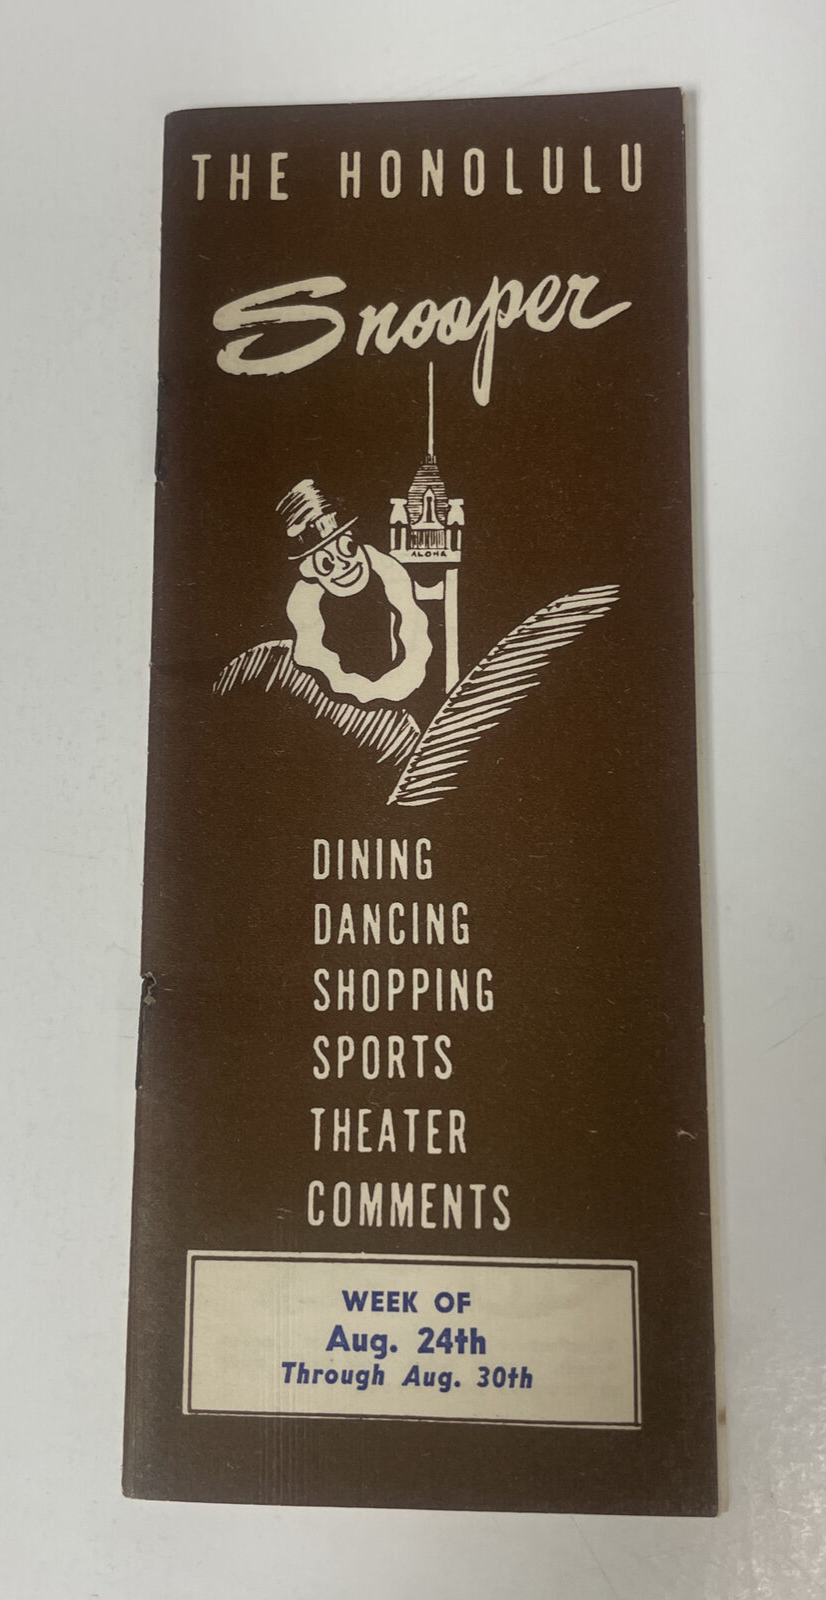 THE HONOLULU
Snooper
ALOHA
DINING
DANCING
SHOPPING
SPORTS
THEATER
COMMENTS
WEEK OF
Aug. 24th
Through Aug. 30th